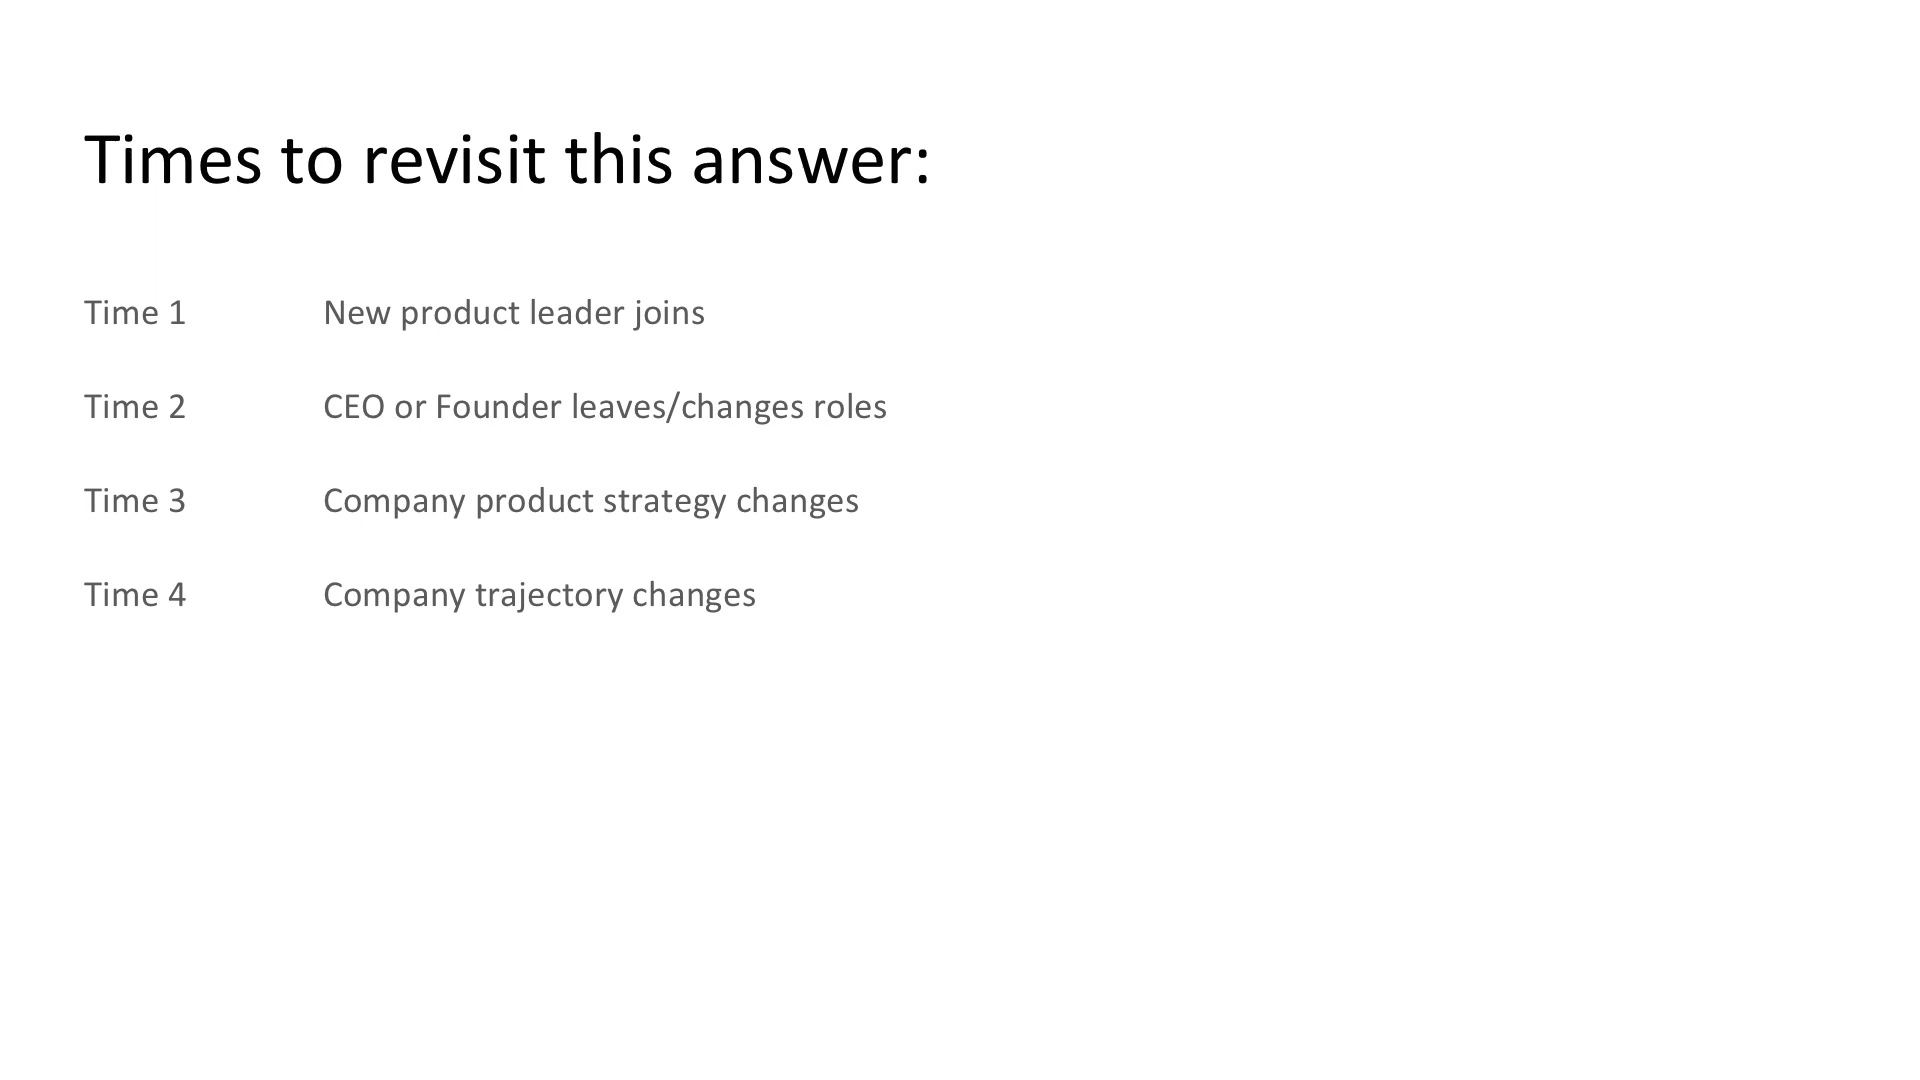 Times to revisit this answer:
Time 1 New product leader joins
Time 2 CEO or Founder leaves/changes roles
Time 3 Company product strategy changes
Time 4 Company trajectory changes